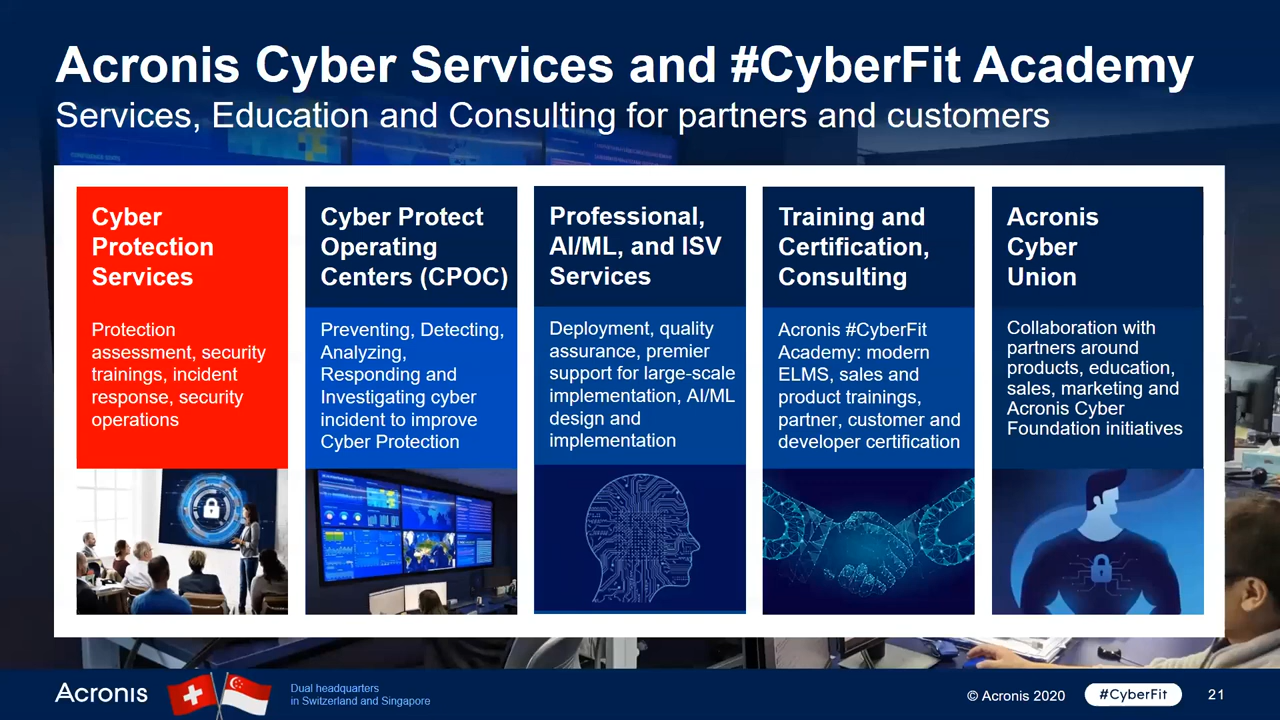 Acronis Cyber Services and #CyberFit Academy
Services, Education and Consulting for partners and customers
Cyber
Protection
Services
Protection
assessment, security
trainings, incident
response, security
operations
Cyber Protect
Operating
Centers (CPOC)
Preventing, Detecting,
Analyzing,
Responding and
Investigating cyber
incident to improve
Cyber Protection
Professional,
AI/ML, and ISV
Services
Deployment, quality
assurance, premier
support for large-scale
implementation, AI/ML
design and
implementation
Training and
Certification,
Consulting
Acronis #CyberFit
Academy: modern
ELMS, sales and
product trainings,
partner, customer and
developer certification
Acronis
Cyber
Union
Collaboration with
partners around
products, education,
sales, marketing and
Acronis Cyber
Foundation initiatives
Acronis
Dual headquarters
in Switzerland and Singapore
© Acronis 2020
#CyberFit
21